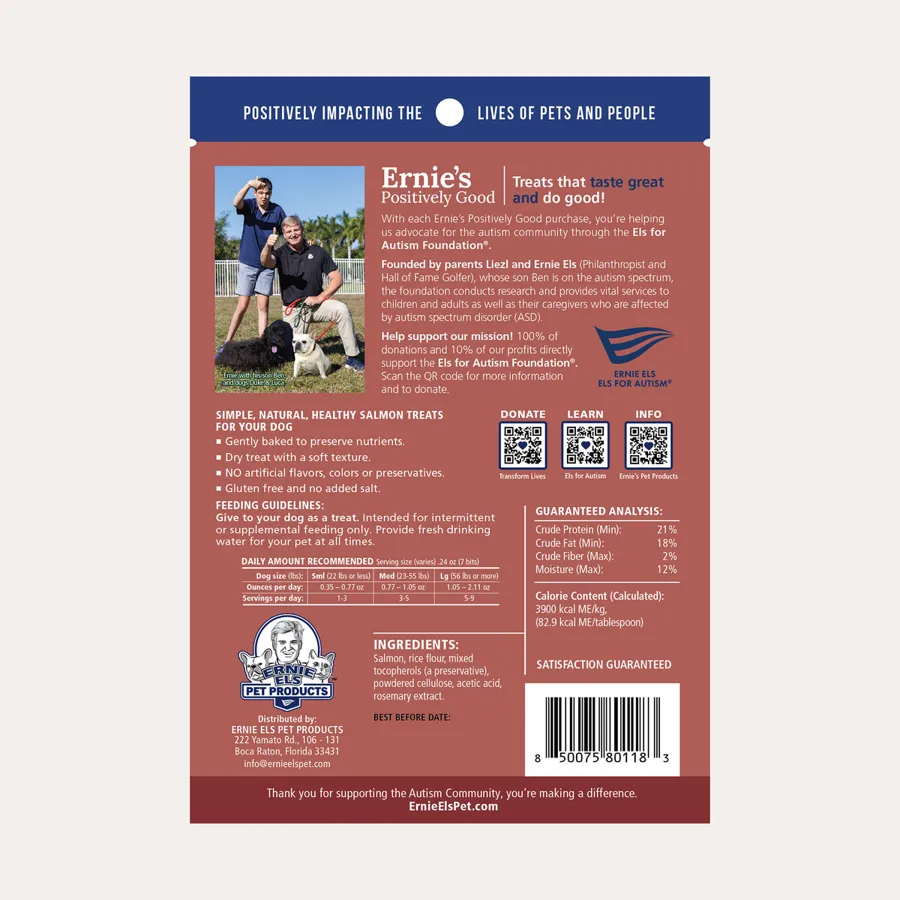 POSITIVELY IMPACTING THE LIVES OF PETS AND PEOPLE
Ernie's
Positively Good
Treats that taste great
and do good!
With each Ernie's Positively Good purchase, you're helping
us advocate for the autism community through the Els for
Autism Foundation®.
Founded by parents Liezl and Ernie Els (Philanthropist and
Hall of Fame Golfer), whose son Ben is on the autism spectrum,
the foundation conducts research and provides vital services to
children and adults as well as their caregivers who are affected
by autism spectrum disorder (ASD).
Help support our mission! 100% of
donations and 10% of our profits directly
support the Els for Autism Foundation®.
Scan the QR code for more information
and to donate.
ERNIE ELS
ELS FOR AUTISM®
Ernie with his son Ben
and dogs Duke & Luca
SIMPLE, NATURAL, HEALTHY SALMON TREATS
FOR YOUR DOG
▪ Gently baked to preserve nutrients.
▪ Dry treat with a soft texture.
▪ NO artificial flavors, colors or preservatives.
▪ Gluten free and no added salt.
DONATE LEARN INFO
Transform Lives Els for Autism Ernie's Pet Products
FEEDING GUIDELINES:
Give to your dog as a treat. Intended for intermittent
or supplemental feeding only. Provide fresh drinking
water for your pet at all times.
DAILY AMOUNT RECOMMENDED Serving size (varies) .24 oz (7 bits)
Dog size (lbs): Sml (22 lbs or less) Med (23-55 lbs) Lg (56 lbs or more)
Ounces per day: 0.35 – 0.77 oz 0.77 – 1.05 oz 1.05 – 2.11 oz
Servings per day: 1-3 3-5 5-9
GUARANTEED ANALYSIS:
Crude Protein (Min): 21%
Crude Fat (Min): 18%
Crude Fiber (Max): 2%
Moisture (Max): 12%
Calorie Content (Calculated):
3900 kcal ME/kg,
(82.9 kcal ME/tablespoon)
SATISFACTION GUARANTEED
ERNIE
ELS
PET PRODUCTS
™
Distributed by:
ERNIE ELS PET PRODUCTS
222 Yamato Rd., 106 - 131
Boca Raton, Florida 33431
info@ernieelspet.com
INGREDIENTS:
Salmon, rice flour, mixed
tocopherols (a preservative),
powdered cellulose, acetic acid,
rosemary extract.
BEST BEFORE DATE:
8 50075 80118 3
Thank you for supporting the Autism Community, you're making a difference.
ErnieElsPet.com